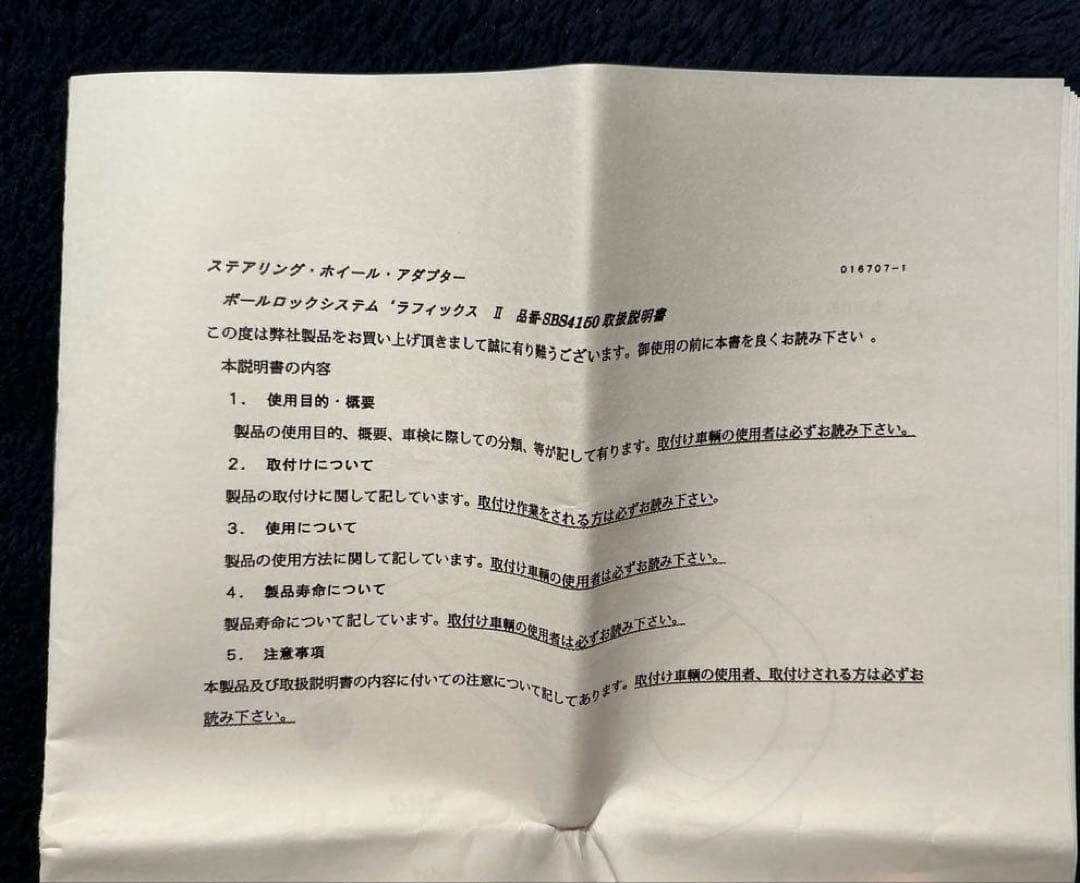 ステアリング・ホイール・アダプター
016707-1
ボールロックシステム ‘ラフィックス Ⅱ 品番SBS4150取扱説明書
この度は弊社製品をお買い上げ頂きまして誠に有り難うございます。御使用の前に本書を良くお読み下さい 。
本説明書の内容
1. 使用目的・概要
製品の使用目的、概要、車検に際しての分類、等が記して有ります。取付け車輌の使用者は必ずお読み下さい。
2. 取付けについて
製品の取付けに関して記しています。取付け作業をされる方は必ずお読み下さい。
3. 使用について
製品の使用方法に関して記しています。取付け車輌の使用者は必ずお読み下さい。
4. 製品寿命について
製品寿命について記しています。取付け車輌の使用者は必ずお読み下さい。
5. 注意事項
本製品及び取扱説明書の内容に付いての注意について記してあります。取付け車輌の使用者、取付けされる方は必ずお
読み下さい。